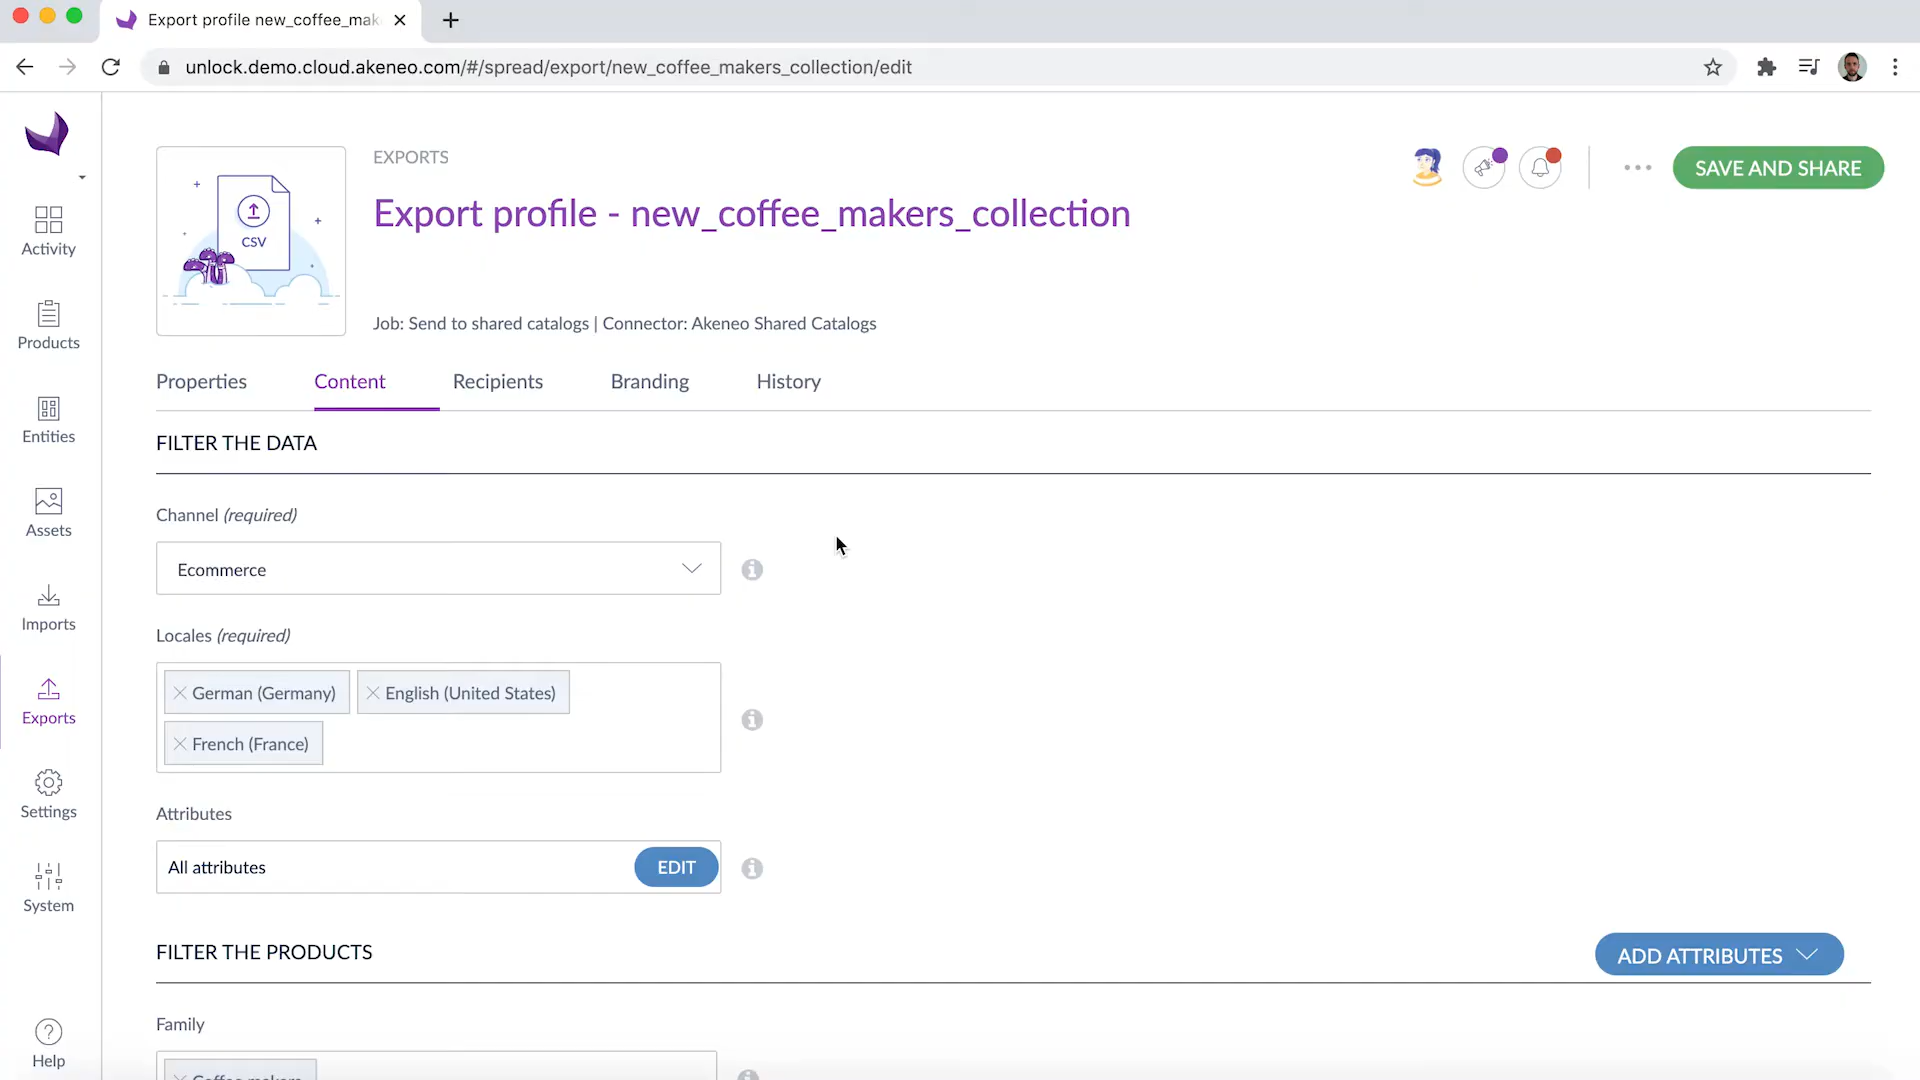 Export profile new_coffee_mak
unlock.demo.cloud.akeneo.com/#/spread/export/new_coffee_makers_collection/edit
Activity
Products
Entities
Assets
Imports
Exports
Settings
System
Help
CSV
EXPORTS
Export profile - new_coffee_makers_collection
SAVE AND SHARE
Job: Send to shared catalogs | Connector: Akeneo Shared Catalogs
Properties Content Recipients Branding History
FILTER THE DATA
Channel (required)
Ecommerce
Locales (required)
German (Germany) English (United States)
French (France)
Attributes
All attributes EDIT
FILTER THE PRODUCTS ADD ATTRIBUTES
Family
Coffee makers